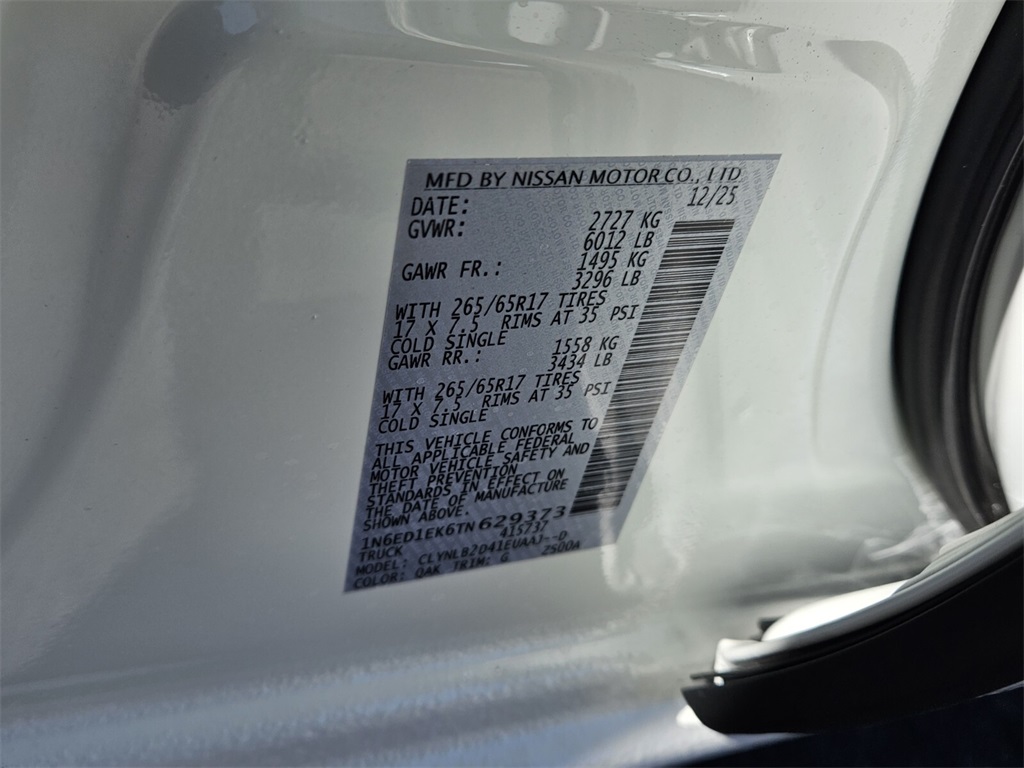 MFD BY NISSAN MOTOR CO., LTD
DATE: 12/25
GVWR: 2727 KG
6012 LB
GAWR FR.: 1495 KG
3296 LB
WITH 265/65R17 TIRES
17 X 7.5 RIMS AT 35 PSI
COLD SINGLE
GAWR RR.: 1558 KG
3434 LB
WITH 265/65R17 TIRES
17 X 7.5 RIMS AT 35 PSI
COLD SINGLE
THIS VEHICLE CONFORMS TO
ALL APPLICABLE FEDERAL
MOTOR VEHICLE SAFETY AND
THEFT PREVENTION
STANDARDS IN EFFECT ON
THE DATE OF MANUFACTURE
SHOWN ABOVE.
1N6ED1EK6TN629373
TRUCK 415737
MODEL: CLYNLB2D41EUAAJ--D
COLOR: QAK TRIM: G 2500A